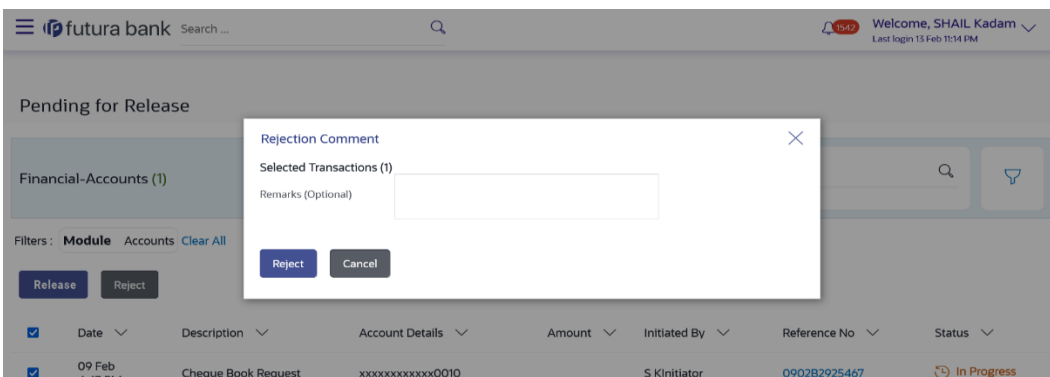 futura bank Search ... 1542 Welcome, SHAIL Kadam
Last login 13 Feb 11:14 PM
Pending for Release
Rejection Comment
Selected Transactions (1)
Remarks (Optional)
Financial-Accounts (1)
Filters : Module Accounts Clear All
Reject Cancel
Release Reject
Date Description Account Details Amount Initiated By Reference No Status
09 Feb
Cheque Book Request xxxxxxxxxxxx0010 S KInitiator 0902B2925467 In Progress